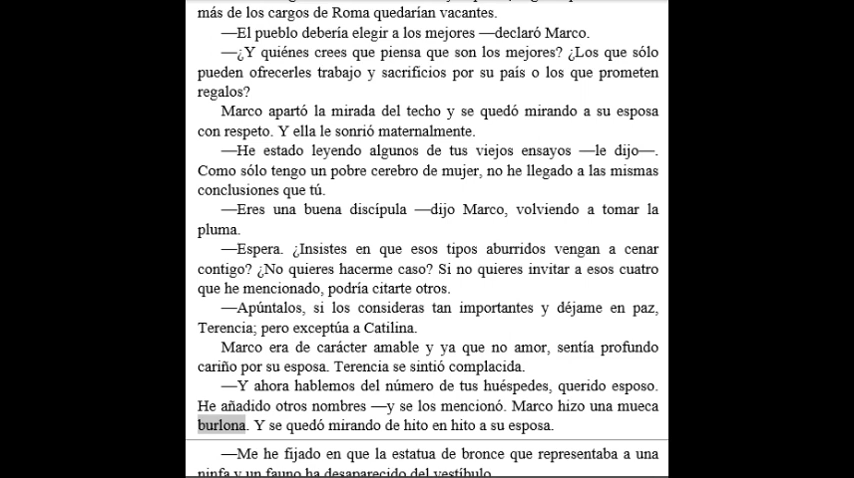 más de los cargos de Roma quedarían vacantes.
—El pueblo debería elegir a los mejores —declaró Marco.
—¿Y quiénes crees que piensa que son los mejores? ¿Los que sólo
pueden ofrecerles trabajo y sacrificios por su país o los que prometen
regalos?
Marco apartó la mirada del techo y se quedó mirando a su esposa
con respeto. Y ella le sonrió maternalmente.
—He estado leyendo algunos de tus viejos ensayos —le dijo—.
Como sólo tengo un pobre cerebro de mujer, no he llegado a las mismas
conclusiones que tú.
—Eres una buena discípula —dijo Marco, volviendo a tomar la
pluma.
—Espera. ¿Insistes en que esos tipos aburridos vengan a cenar
contigo? ¿No quieres hacerme caso? Si no quieres invitar a esos cuatro
que he mencionado, podría citarte otros.
—Apúntalos, si los consideras tan importantes y déjame en paz,
Terencia; pero exceptúa a Catilina.
Marco era de carácter amable y ya que no amor, sentía profundo
cariño por su esposa. Terencia se sintió complacida.
—Y ahora hablemos del número de tus huéspedes, querido esposo.
He añadido otros nombres —y se los mencionó. Marco hizo una mueca
burlona. Y se quedó mirando de hito en hito a su esposa.
—Me he fijado en que la estatua de bronce que representaba a una
ninfa y un fauno ha desaparecido del vestíbulo